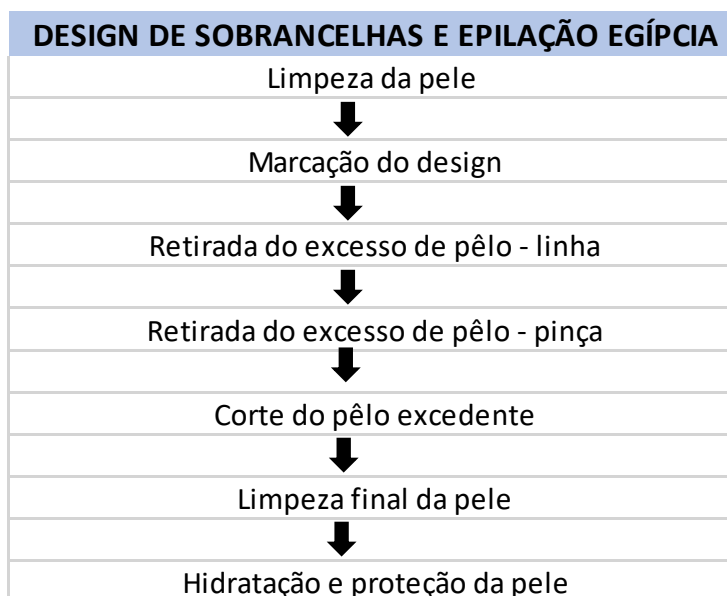 DESIGN DE SOBRANCELHAS E EPILAÇÃO EGÍPCIA
Limpeza da pele
Marcação do design
Retirada do excesso de pêlo - linha
Retirada do excesso de pêlo - pinça
Corte do pêlo excedente
Limpeza final da pele
Hidratação e proteção da pele